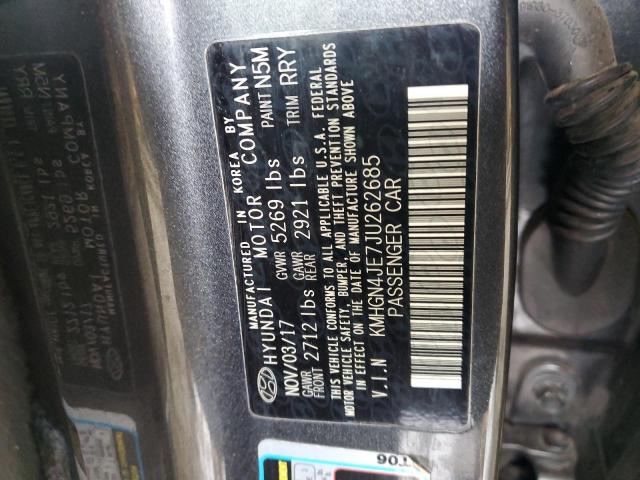 MANUFACTURED IN KOREA BY
HYUNDAI MOTOR COMPANY
NOV/03/17 GVWR 5269 lbs PAINT N5M
GAWR FRONT 2712 lbs GAWR REAR 2921 lbs TRIM RRY
THIS VEHICLE CONFORMS TO ALL APPLICABLE U.S.A. FEDERAL
MOTOR VEHICLE SAFETY, BUMPER, AND THEFT PREVENTION STANDARDS
IN EFFECT ON THE DATE OF MANUFACTURE SHOWN ABOVE
V.I.N KMHGN4JE7JU262685
PASSENGER CAR
T06